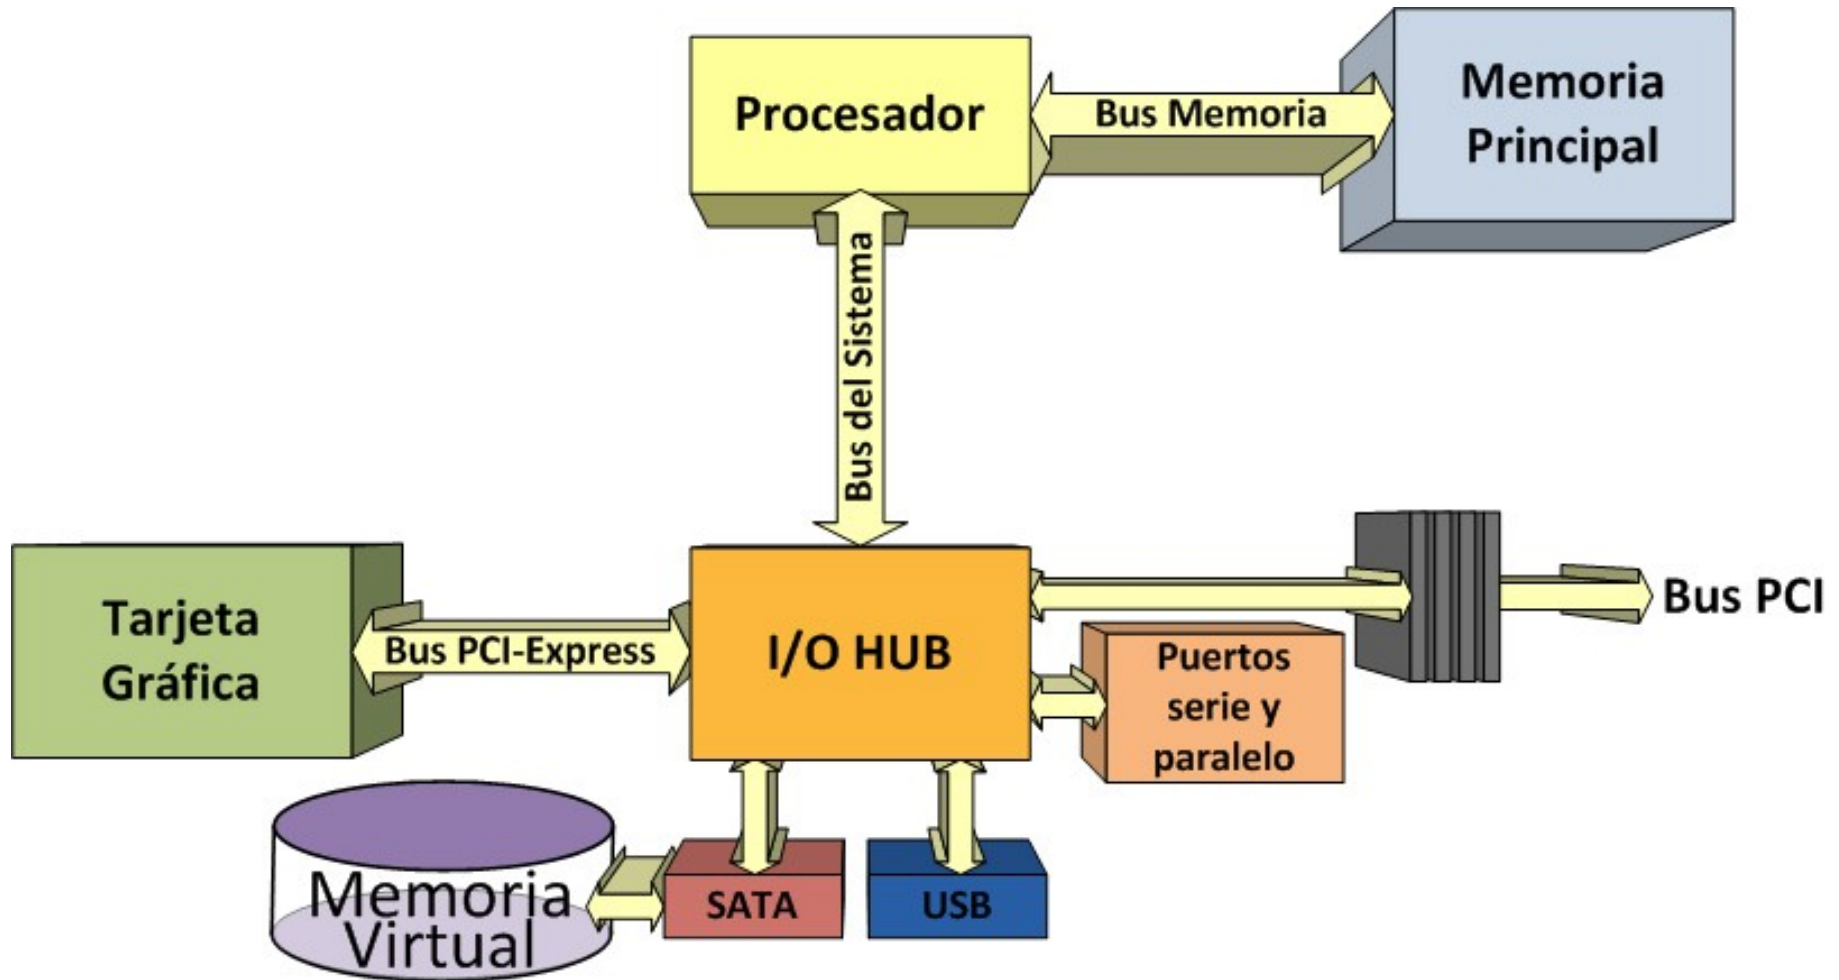 Procesador
Bus Memoria
Memoria
Principal
Bus del Sistema
Tarjeta
Gráfica
Bus PCI-Express
I/O HUB
Bus PCI
Puertos
serie y
paralelo
Memoria
Virtual
SATA
USB